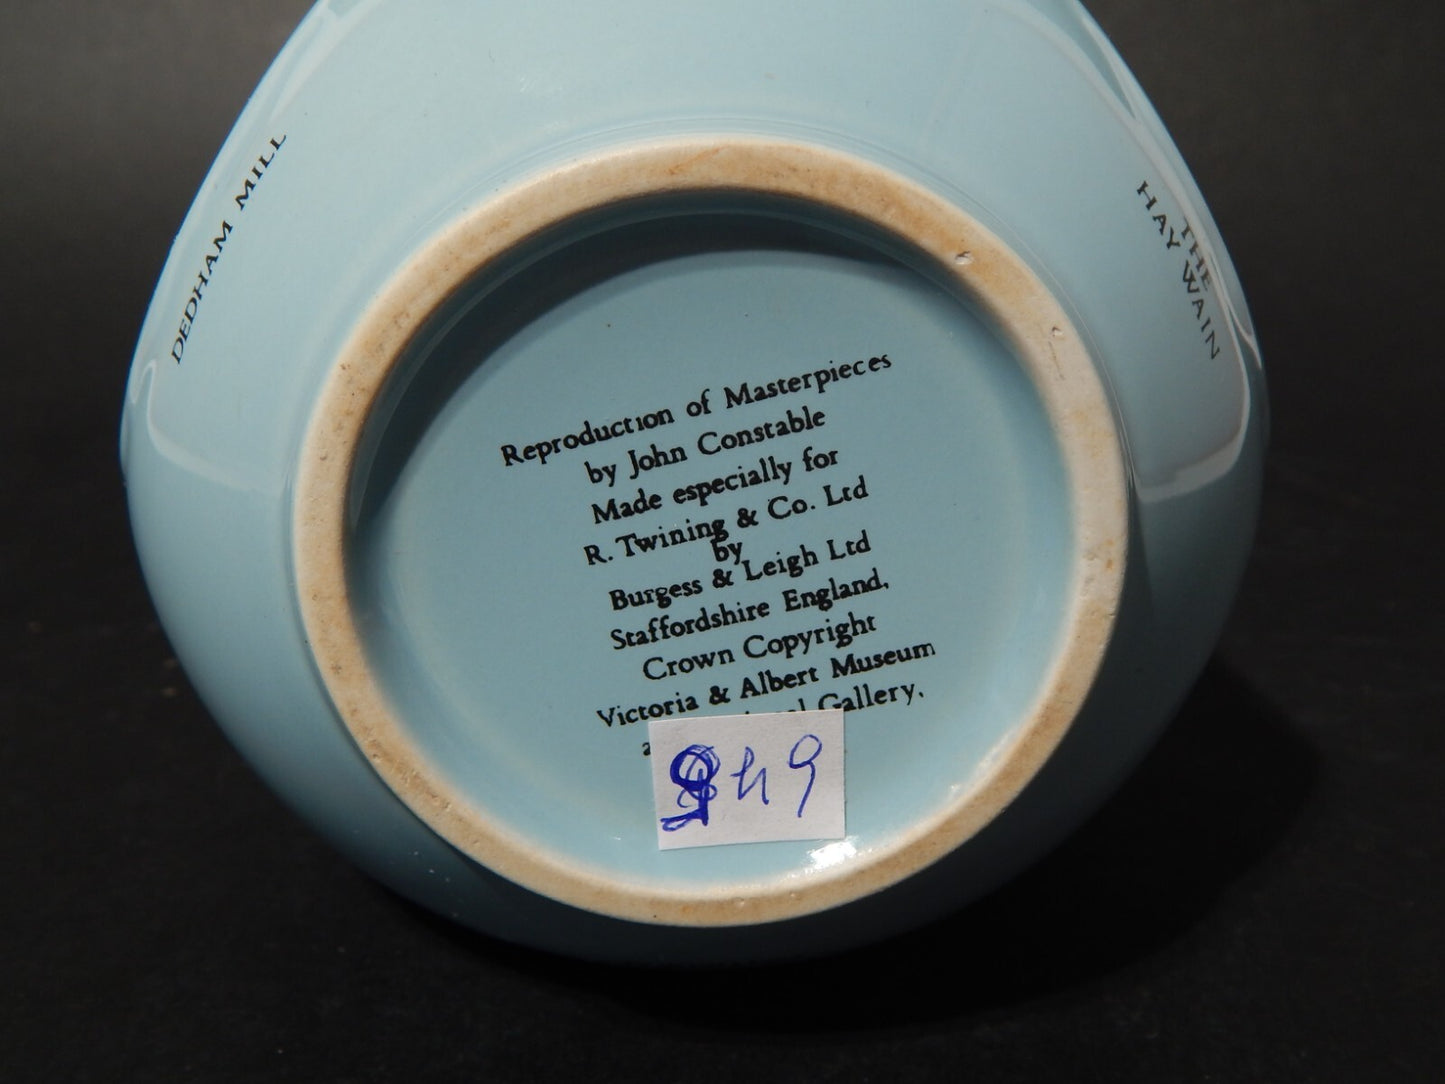 DEDHAM MILL
THE
HAY WAIN
Reproduction of Masterpieces
by John Constable
Made especially for
R. Twining & Co. Ltd
by
Burgess & Leigh Ltd
Staffordshire England,
Crown Copyright
Victoria & Albert Museum
Gallery.